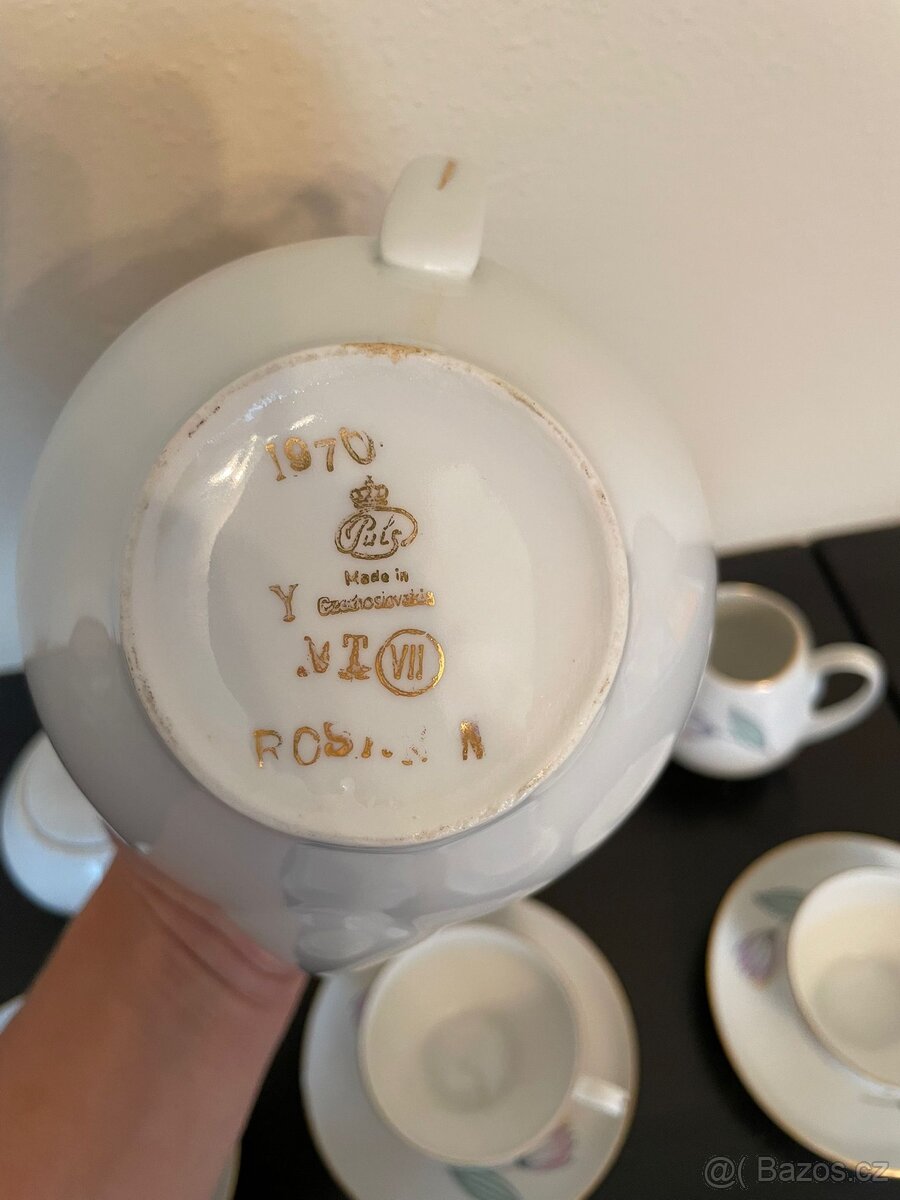 1970
Puls
Made in
Czechoslovakia
Y
VII
@( Bazos.cz